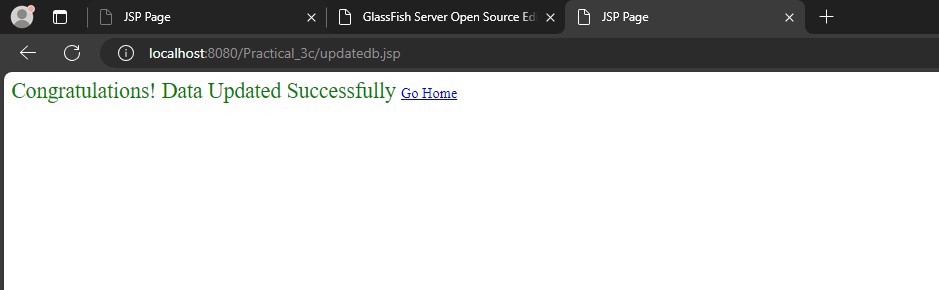 JSP Page
GlassFish Server Open Source Edi
JSP Page
localhost:8080/Practical_3c/updatedb.jsp
Congratulations! Data Updated Successfully Go Home